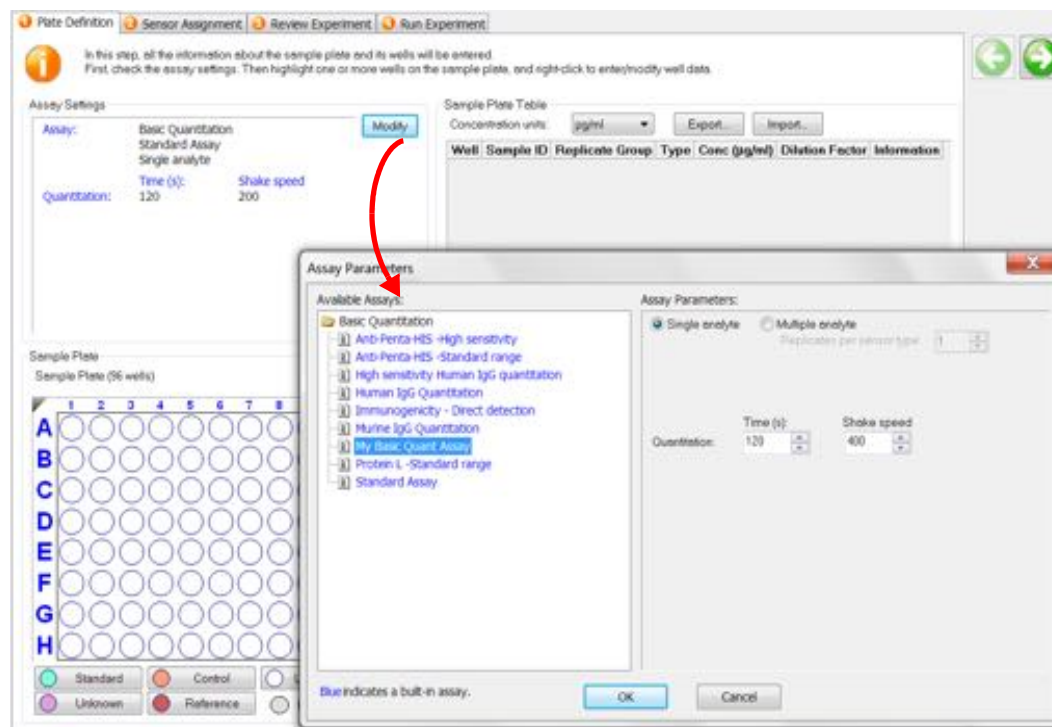 Plate Definition Sensor Assignment Review Experiment Run Experiment
In this step, all the information about the sample plate and its wells will be entered.
First, check the assay settings. Then highlight one or more wells on the sample plate, and right-click to enter/modify well data.
Assay Settings
Assay: Basic Quantitation
Standard Assay
Single analyte
Modify
Time (s): Shake speed
Quantitation: 120 200
Sample Plate Table
Concentration units: µg/ml Export... Import...
Well Sample ID Replicate Group Type Conc (µg/ml) Dilution Factor Information
Sample Plate
Sample Plate (96 wells)
1 2 3 4 5 6 7 8
A
B
C
D
E
F
G
H
Standard Control
Unknown Reference
Assay Parameters
Available Assays:
Basic Quantitation
Anti-Penta-HIS -High sensitivity
Anti-Penta-HIS -Standard range
High sensitivity Human IgG quantitation
Human IgG Quantitation
Immunogenicity - Direct detection
Murine IgG Quantitation
My Basic Quant Assay
Protein L -Standard range
Standard Assay
Blue indicates a built-in assay.
Assay Parameters:
Single analyte Multiple analyte
Replicates per sensor type: 1
Time (s): Shake speed
Quantitation: 120 400
OK Cancel